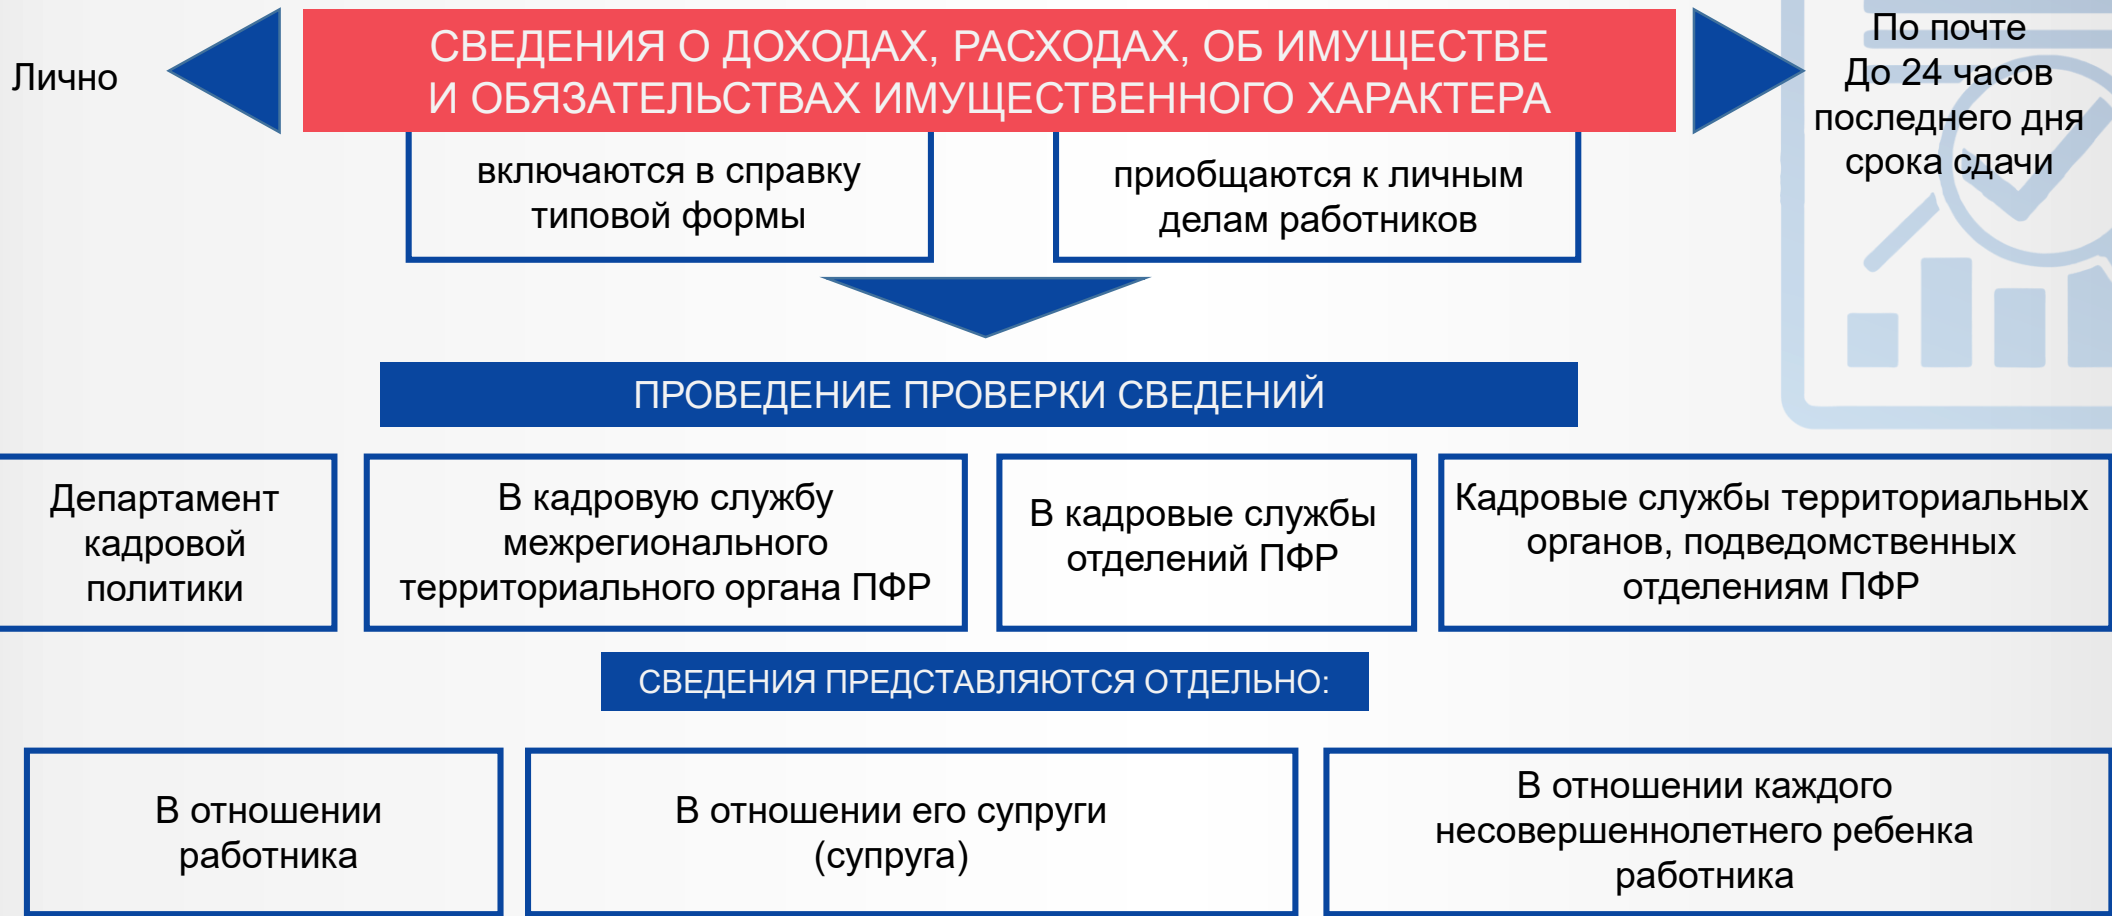 Лично
СВЕДЕНИЯ О ДОХОДАХ, РАСХОДАХ, ОБ ИМУЩЕСТВЕ
И ОБЯЗАТЕЛЬСТВАХ ИМУЩЕСТВЕННОГО ХАРАКТЕРА
По почте
До 24 часов
последнего дня
срока сдачи
включаются в справку
типовой формы
приобщаются к личным
делам работников
ПРОВЕДЕНИЕ ПРОВЕРКИ СВЕДЕНИЙ
Департамент
кадровой
политики
В кадровую службу
межрегионального
территориального органа ПФР
В кадровые службы
отделений ПФР
Кадровые службы территориальных
органов, подведомственных
отделениям ПФР
СВЕДЕНИЯ ПРЕДСТАВЛЯЮТСЯ ОТДЕЛЬНО:
В отношении
работника
В отношении его супруги
(супруга)
В отношении каждого
несовершеннолетнего ребенка
работника